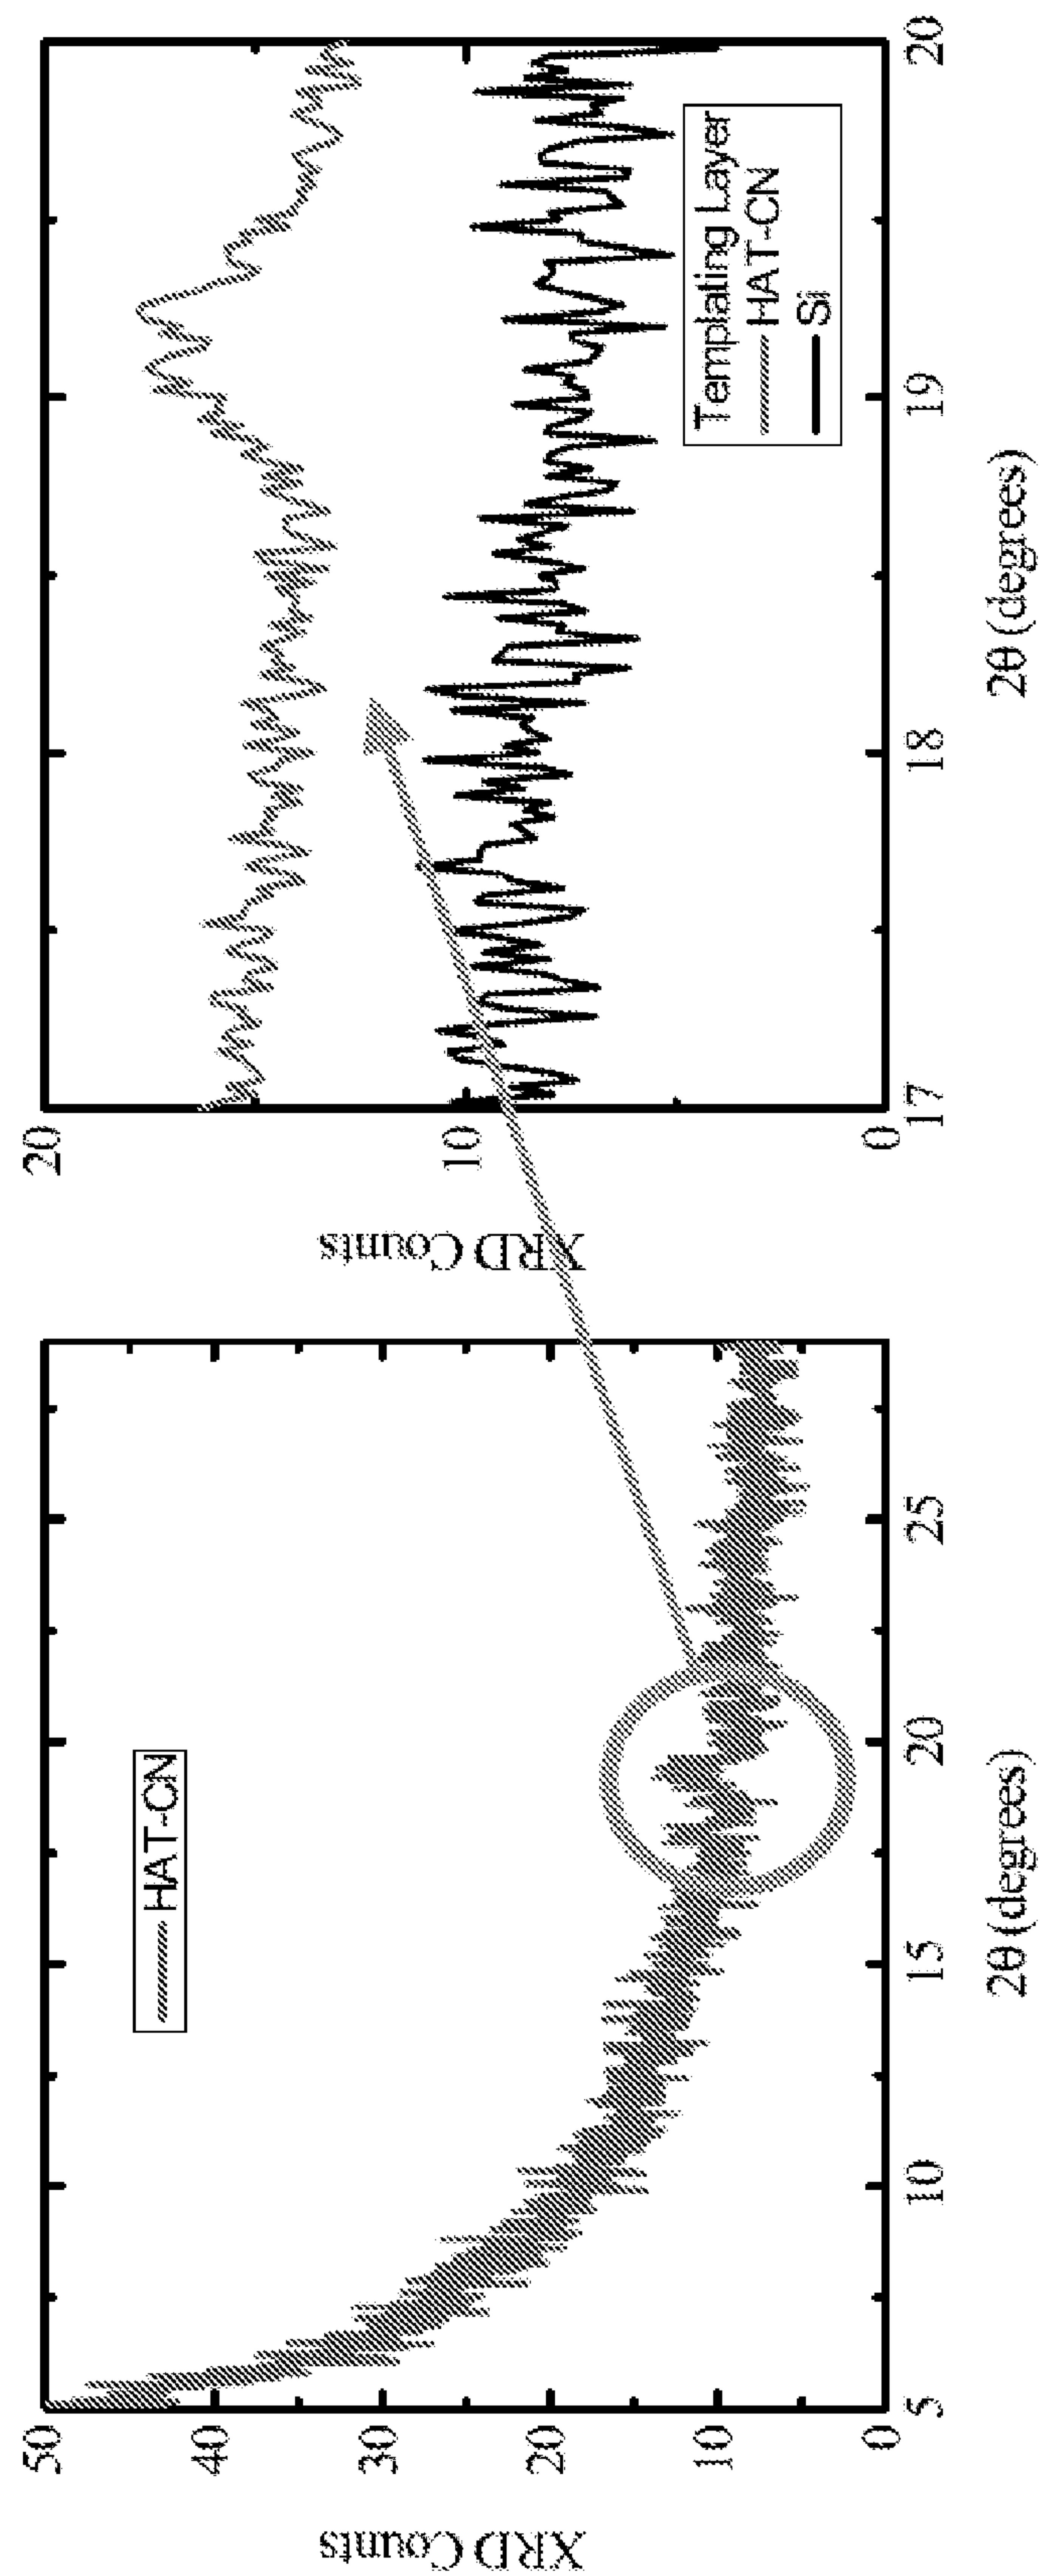 XRD Counts
50
40
30
20
10
0
HAT-CN
5
10
15
20
25
2θ (degrees)
XRD Counts
20
10
0
Templating Layer
HAT-CN
Si
17
18
19
20
2θ (degrees)